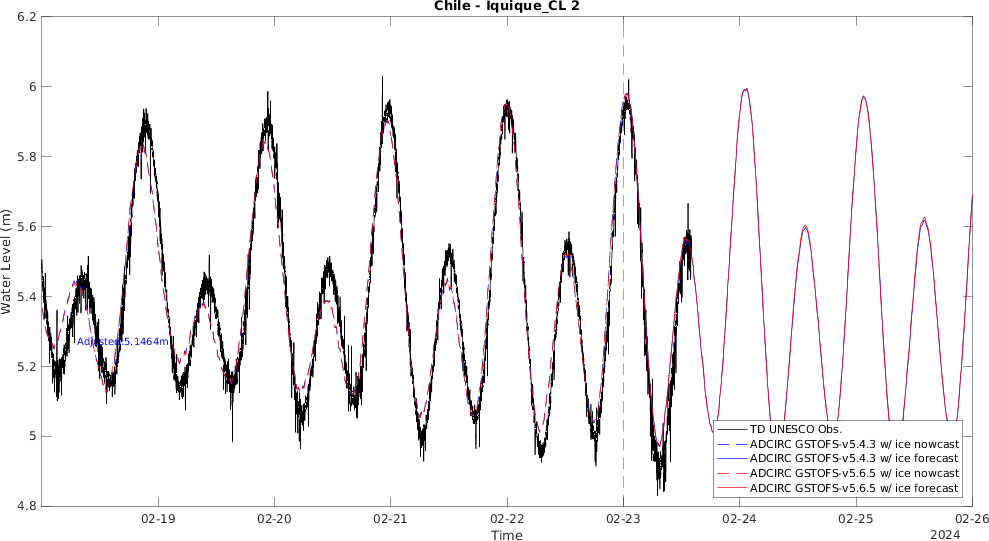 Chile - Iquique_CL 2
Water Level (m)
6.2
6
5.8
5.6
5.4
5.2
5
4.8
Adjusted:5.1464m
TD UNESCO Obs.
ADCIRC GSTOFS-v5.4.3 w/ ice nowcast
ADCIRC GSTOFS-v5.4.3 w/ ice forecast
ADCIRC GSTOFS-v5.6.5 w/ ice nowcast
ADCIRC GSTOFS-v5.6.5 w/ ice forecast
02-19 02-20 02-21 02-22 02-23 02-24 02-25 02-26
Time
2024